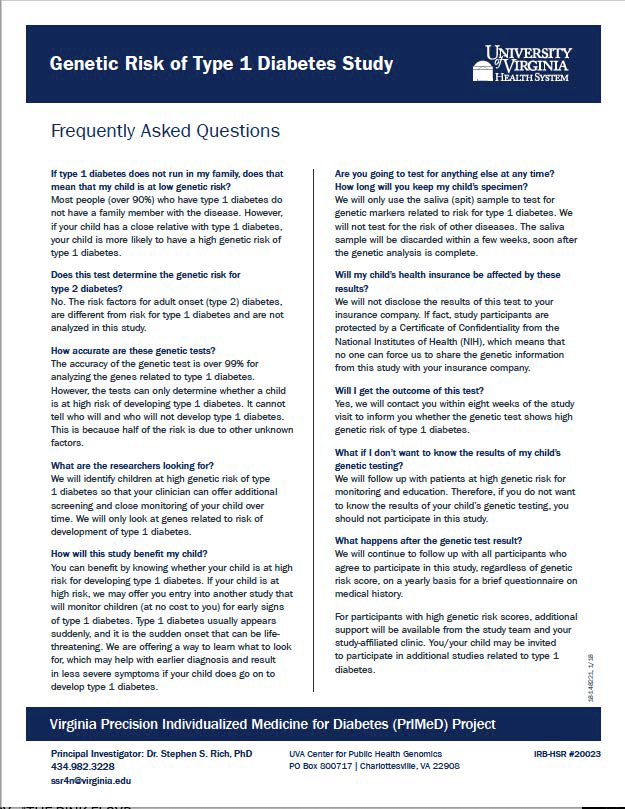 Genetic Risk of Type 1 Diabetes Study
UNIVERSITY
of VIRGINIA
HEALTH SYSTEM
Frequently Asked Questions
If type 1 diabetes does not run in my family, does that
mean that my child is at low genetic risk?
Most people (over 90%) who have type 1 diabetes do
not have a family member with the disease. However,
if your child has a close relative with type 1 diabetes,
your child is more likely to have a high genetic risk of
type 1 diabetes.
Does this test determine the genetic risk for
type 2 diabetes?
No. The risk factors for adult onset (type 2) diabetes,
are different from risk for type 1 diabetes and are not
analyzed in this study.
How accurate are these genetic tests?
The accuracy of the genetic test is over 99% for
analyzing the genes related to type 1 diabetes.
However, the tests can only determine whether a child
is at high risk of developing type 1 diabetes. It cannot
tell who will and who will not develop type 1 diabetes.
This is because half of the risk is due to other unknown
factors.
What are the researchers looking for?
We will identify children at high genetic risk of type
1 diabetes so that your clinician can offer additional
screening and close monitoring of your child over
time. We will only look at genes related to risk of
development of type 1 diabetes.
How will this study benefit my child?
You can benefit by knowing whether your child is at high
risk for developing type 1 diabetes. If your child is at
high risk, we may offer you entry into another study that
will monitor children (at no cost to you) for early signs
of type 1 diabetes. Type 1 diabetes usually appears
suddenly, and it is the sudden onset that can be life-
threatening. We are offering a way to learn what to look
for, which may help with earlier diagnosis and result
in less severe symptoms if your child does go on to
develop type 1 diabetes.
Are you going to test for anything else at any time?
How long will you keep my child's specimen?
We will only use the saliva (spit) sample to test for
genetic markers related to risk for type 1 diabetes. We
will not test for the risk of other diseases. The saliva
sample will be discarded within a few weeks, soon after
the genetic analysis is complete.
Will my child's health insurance be affected by these
results?
We will not disclose the results of this test to your
insurance company. If fact, study participants are
protected by a Certificate of Confidentiality from the
National Institutes of Health (NIH), which means that
no one can force us to share the genetic information
from this study with your insurance company.
Will I get the outcome of this test?
Yes, we will contact you within eight weeks of the study
visit to inform you whether the genetic test shows high
genetic risk of type 1 diabetes.
What if I don't want to know the results of my child's
genetic testing?
We will follow up with patients at high genetic risk for
monitoring and education. Therefore, if you do not want
to know the results of your child's genetic testing, you
should not participate in this study.
What happens after the genetic test result?
We will continue to follow up with all participants who
agree to participate in this study, regardless of genetic
risk score, on a yearly basis for a brief questionnaire on
medical history.
For participants with high genetic risk scores, additional
support will be available from the study team and your
study-affiliated clinic. You/your child may be invited
to participate in additional studies related to type 1
diabetes.
Virginia Precision Individualized Medicine for Diabetes (PrIMeD) Project
Principal Investigator: Dr. Stephen S. Rich, PhD
434.982.3228
ssr4n@virginia.edu
UVA Center for Public Health Genomics
PO Box 800717 | Charlottesville, VA 22908
IRB-HSR #20023